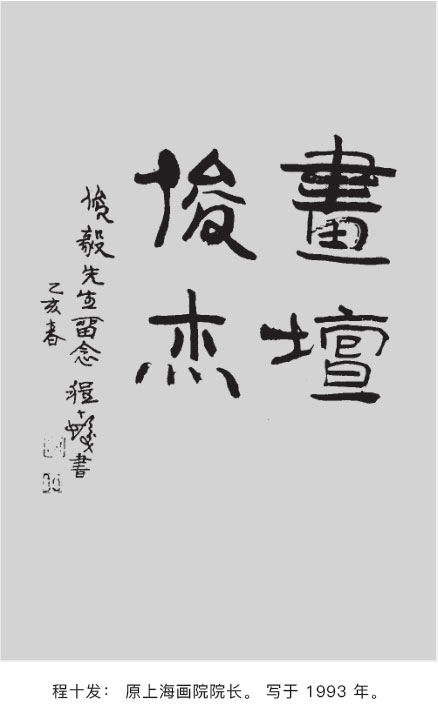 畫壇
俊杰
俊毅先生留念 程十髮書
乙亥春
程十发： 原上海画院院长。 写于 1993 年。